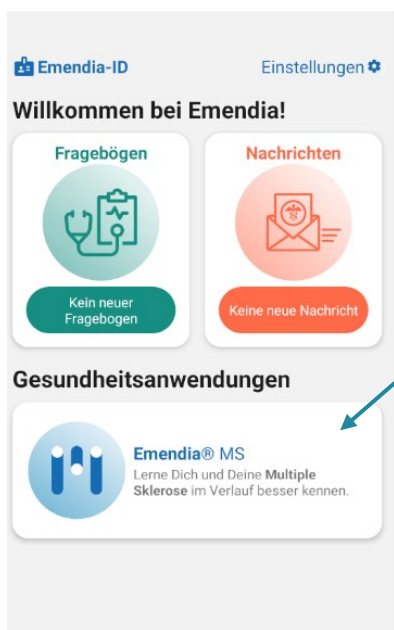 Emendia-ID
Einstellungen
Willkommen bei Emendia!
Fragebögen
Nachrichten
Kein neuer
Fragebogen
Keine neue Nachricht
Gesundheitsanwendungen
Emendia® MS
Lerne Dich und Deine Multiple
Sklerose im Verlauf besser kennen.